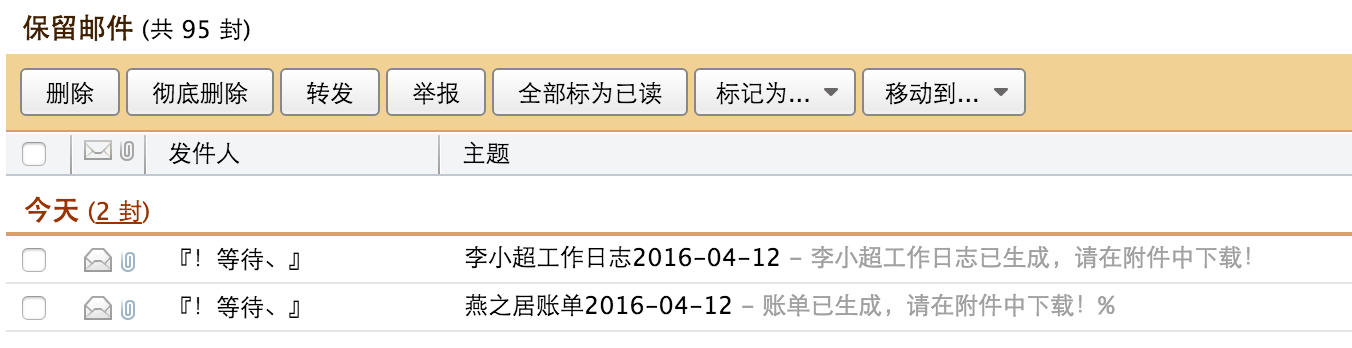 保留邮件 (共 95 封)
删除 彻底删除 转发 举报 全部标为已读 标记为... 移动到...
发件人 主题
今天 (2 封)
『！等待、』 李小超工作日志2016-04-12 - 李小超工作日志已生成，请在附件中下载！
『！等待、』 燕之居账单2016-04-12 - 账单已生成，请在附件中下载！%